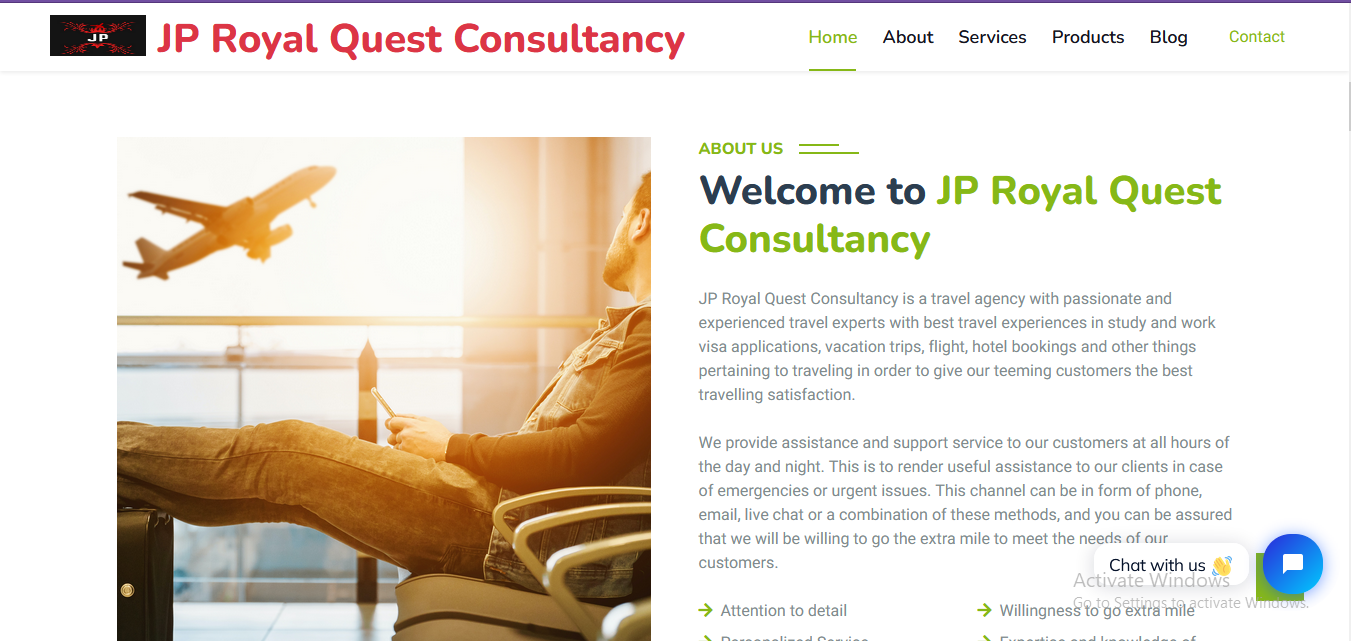 JP
JP Royal Quest Consultancy
Home About Services Products Blog Contact
ABOUT US
Welcome to JP Royal Quest
Consultancy
JP Royal Quest Consultancy is a travel agency with passionate and
experienced travel experts with best travel experiences in study and work
visa applications, vacation trips, flight, hotel bookings and other things
pertaining to traveling in order to give our teeming customers the best
travelling satisfaction.
We provide assistance and support service to our customers at all hours of
the day and night. This is to render useful assistance to our clients in case
of emergencies or urgent issues. This channel can be in form of phone,
email, live chat or a combination of these methods, and you can be assured
that we will be willing to go the extra mile to meet the needs of our
customers.
Chat with us 👋
Activate Windows
Go to Settings to activate Windows.
Attention to detail
Willingness to go extra mile
Personalized Service
Expertise and knowledge of